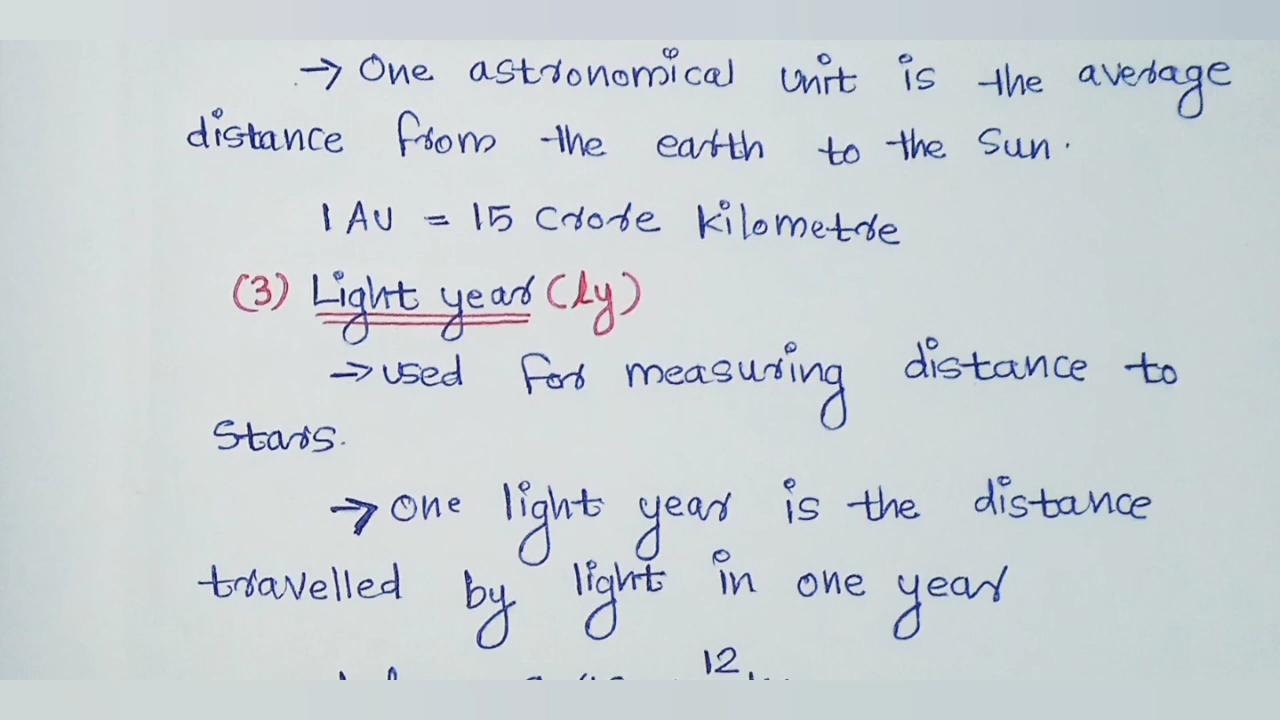 → One astronomical unit is the average
distance from the earth to the Sun.
1 AU = 15 Crore Kilometre
(3) Light year (ly)
→ used for measuring distance to
Stars.
→ One light year is the distance
travelled by light in one year
12